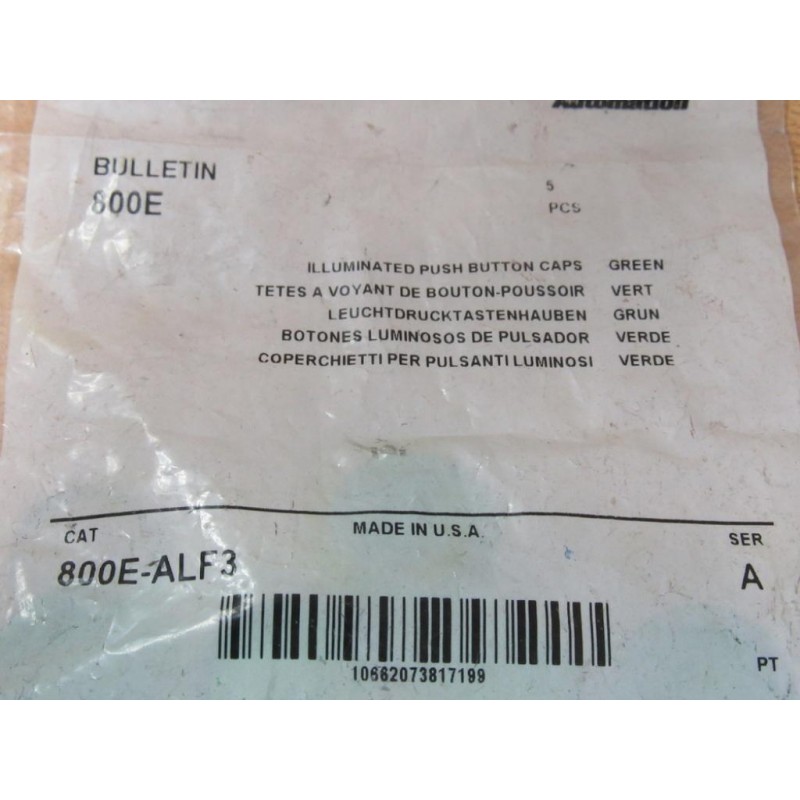 Automation
BULLETIN
800E
5
PCS
ILLUMINATED PUSH BUTTON CAPS GREEN
TETES A VOYANT DE BOUTON-POUSSOIR VERT
LEUCHTDRUCKTASTENHAUBEN GRUN
BOTONES LUMINOSOS DE PULSADOR VERDE
COPERCHIETTI PER PULSANTI LUMINOSI VERDE
CAT MADE IN U.S.A. SER
800E-ALF3 A
10662073817199
PT